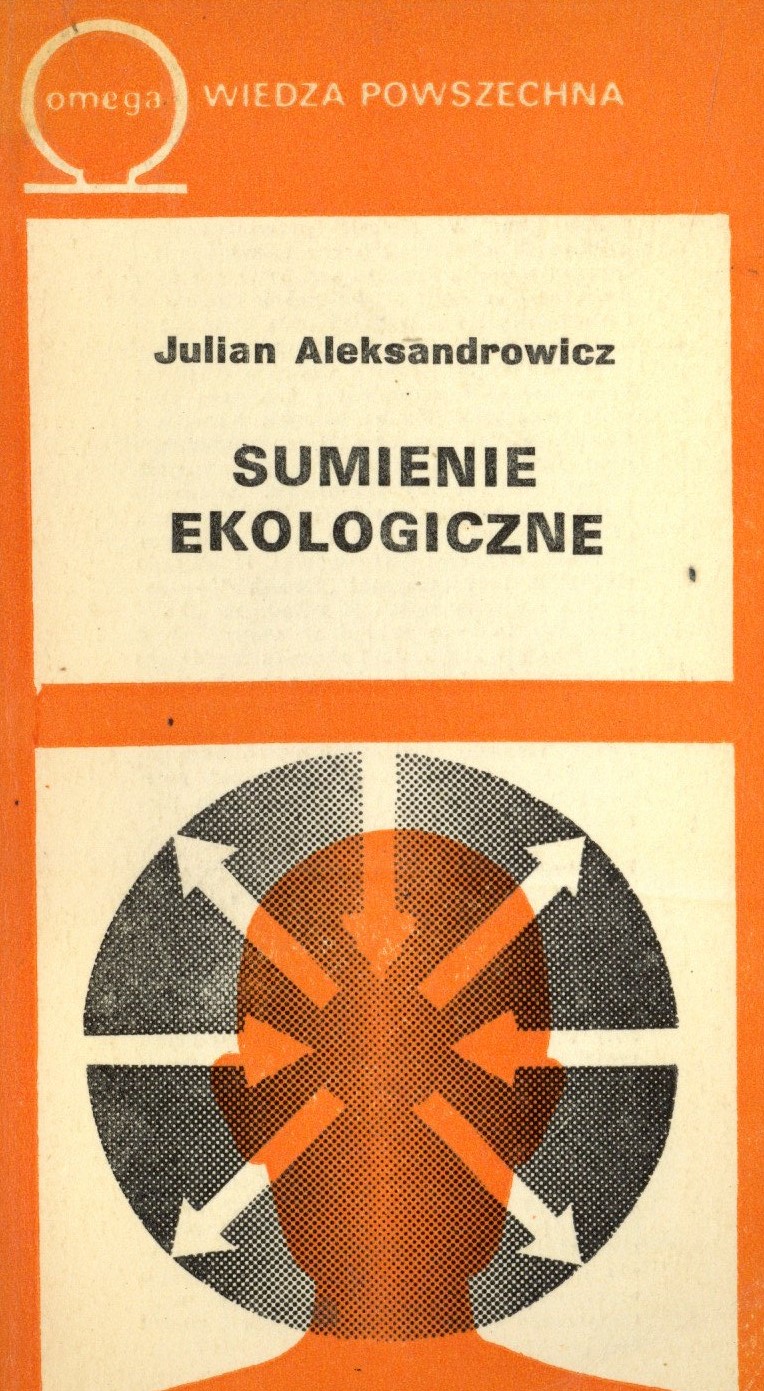 omega WIEDZA POWSZECHNA
Julian Aleksandrowicz
SUMIENIE
EKOLOGICZNE